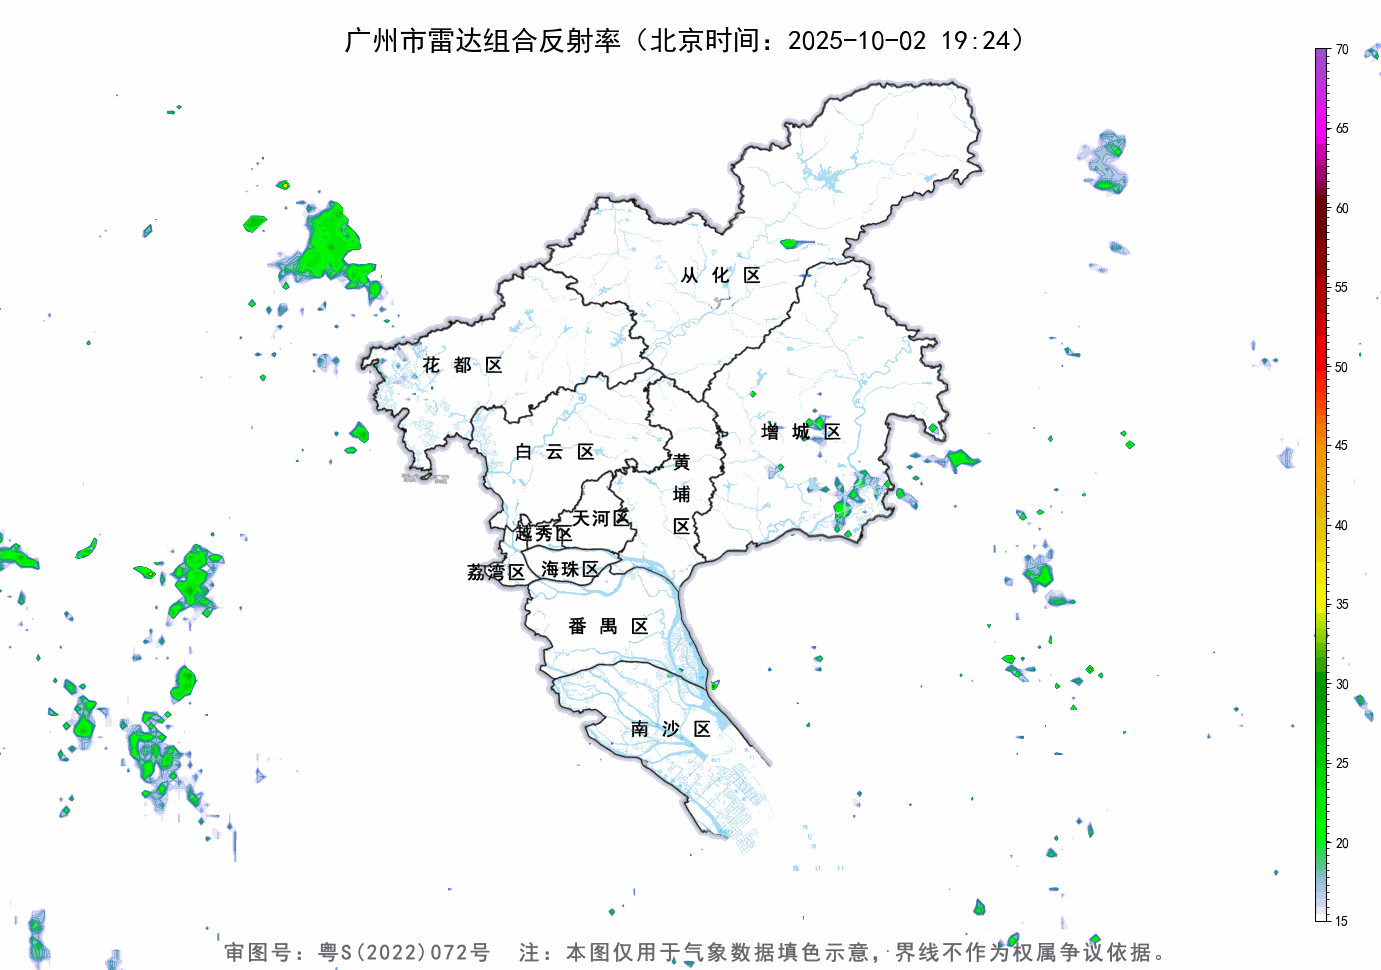 广州市雷达组合反射率（北京时间：2025-10-02 19:24）
70
65
60
55
50
45
40
35
30
25
20
15
从化区
花都区
增城区
白云区
黄埔区
天河区
越秀区
荔湾区
海珠区
番禺区
南沙区
审图号：粤S(2022)072号 注：本图仅用于气象数据填色示意，界线不作为权属争议依据。